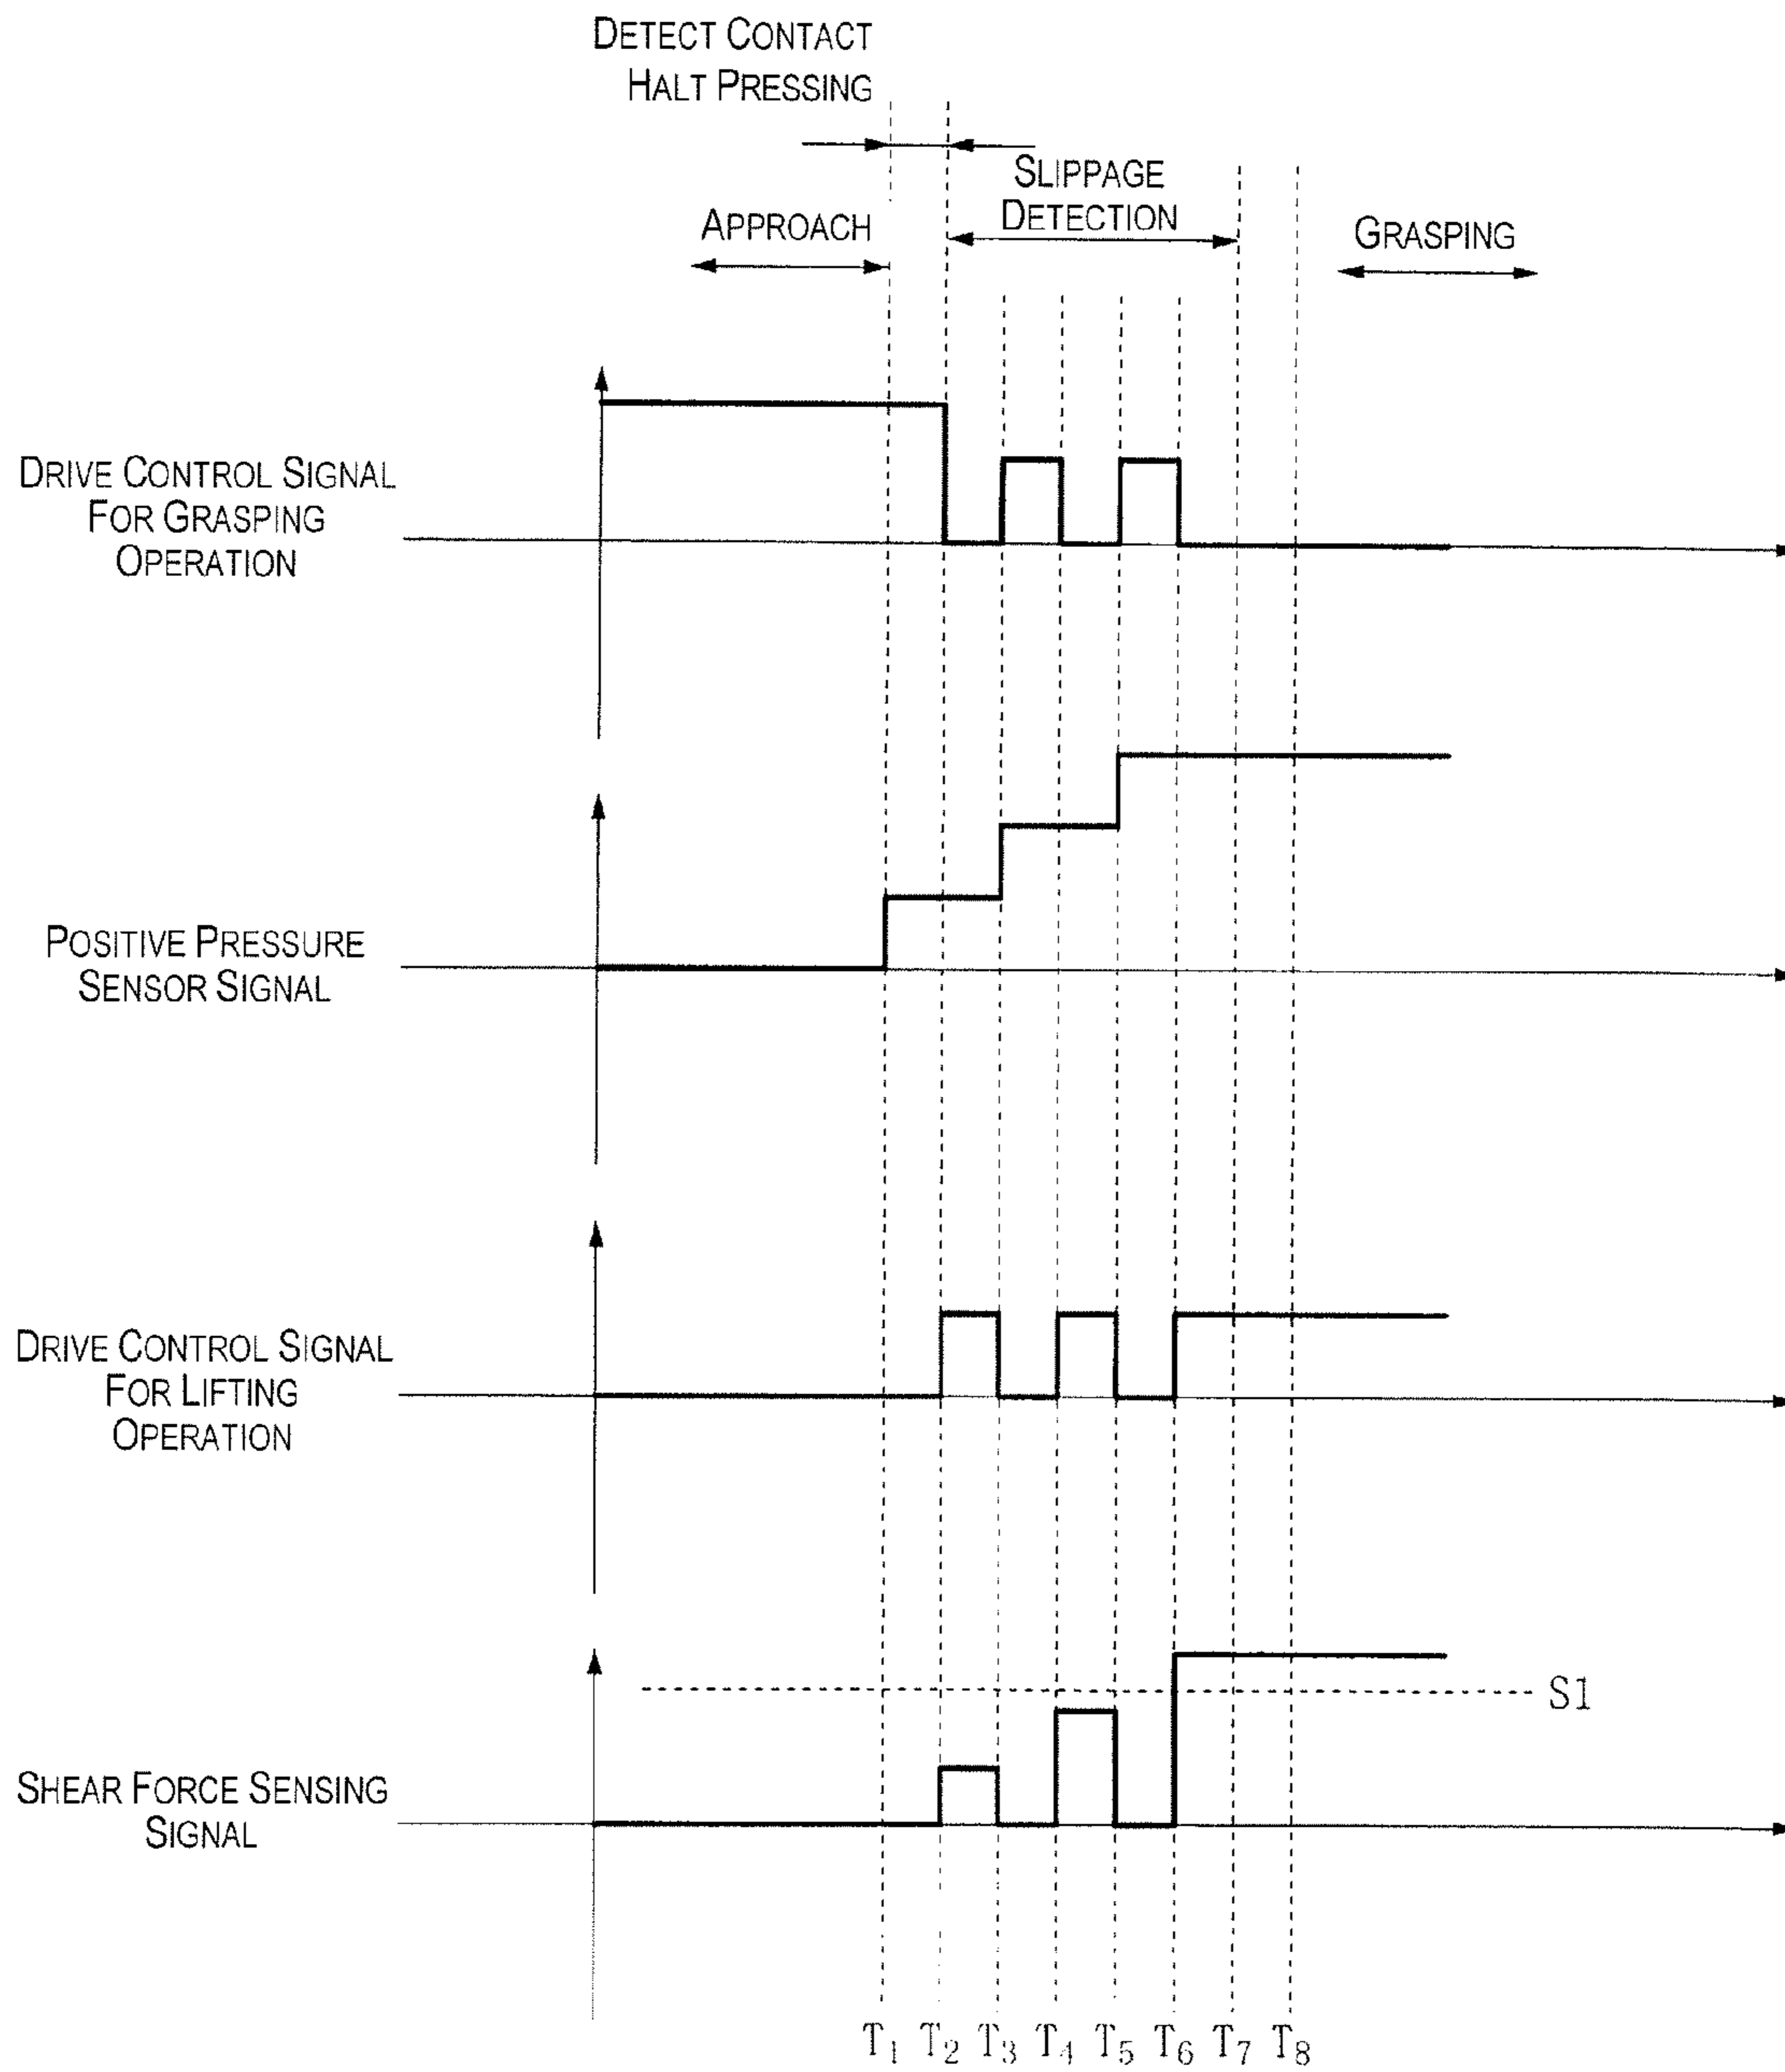 DETECT CONTACT
HALT PRESSING
SLIPPAGE
DETECTION
APPROACH
GRASPING
DRIVE CONTROL SIGNAL
FOR GRASPING
OPERATION
POSITIVE PRESSURE
SENSOR SIGNAL
DRIVE CONTROL SIGNAL
FOR LIFTING
OPERATION
S1
SHEAR FORCE SENSING
SIGNAL
T1 T2 T3 T4 T5 T6 T7 T8